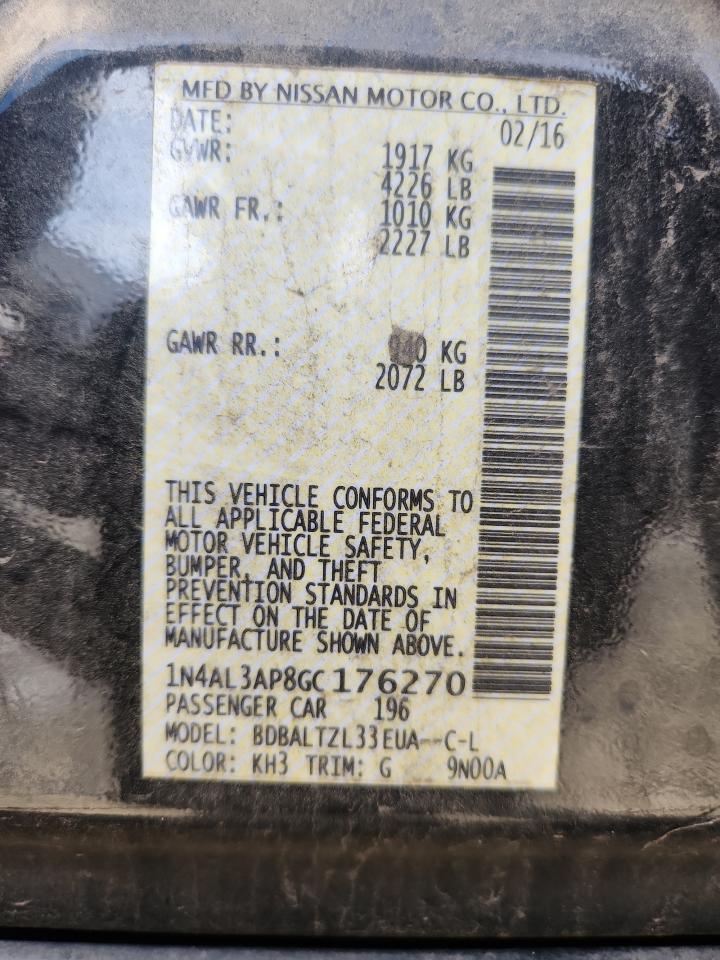 MFD BY NISSAN MOTOR CO., LTD.
DATE: 02/16
GVWR: 1917 KG
4226 LB
GAWR FR.: 1010 KG
2227 LB
GAWR RR.: KG
2072 LB
THIS VEHICLE CONFORMS TO
ALL APPLICABLE FEDERAL
MOTOR VEHICLE SAFETY,
BUMPER, AND THEFT
PREVENTION STANDARDS IN
EFFECT ON THE DATE OF
MANUFACTURE SHOWN ABOVE.
1N4AL3AP8GC 176270
PASSENGER CAR 196
MODEL: BDBALTZL33EUA--C-L
COLOR: KH3 TRIM: G 9N00A